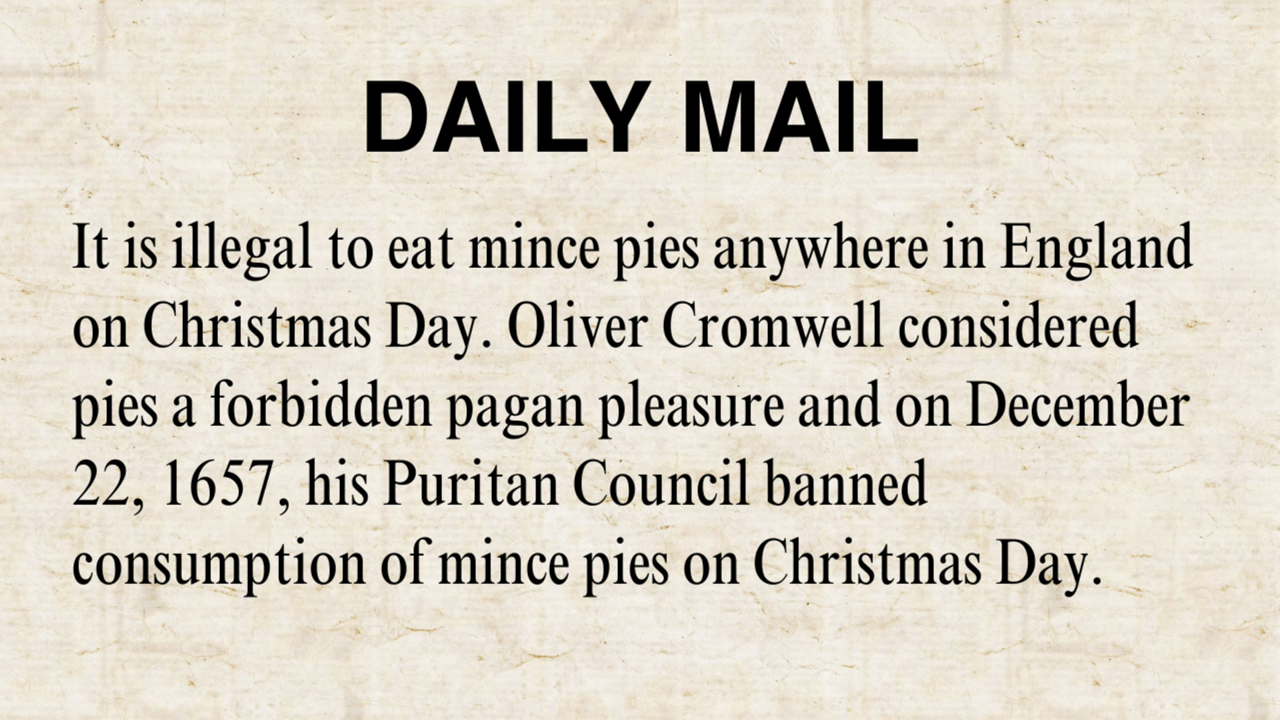 DAILY MAIL
It is illegal to eat mince pies anywhere in England
on Christmas Day. Oliver Cromwell considered
pies a forbidden pagan pleasure and on December
22, 1657, his Puritan Council banned
consumption of mince pies on Christmas Day.